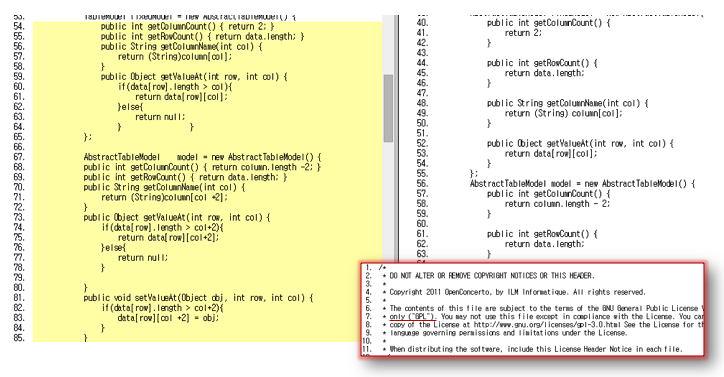 53. TableModel fixedModel = new AbstractTableModel() {
54. public int getColumnCount() { return 2; }
55. public int getRowCount() { return data.length; }
56. public String getColumnName(int col) {
57. return (String)column[col];
58. }
59. public Object getValueAt(int row, int col) {
60. if(data[row].length > col){
61. return data[row][col];
62. }else{
63. return null;
64. } }
65. };
66.
67. AbstractTableModel model = new AbstractTableModel() {
68. public int getColumnCount() { return column.length -2; }
69. public int getRowCount() { return data.length; }
70. public String getColumnName(int col) {
71. return (String)column[col +2];
72. }
73. public Object getValueAt(int row, int col) {
74. if(data[row].length > col+2){
75. return data[row][col+2];
76. }else{
77. return null;
78. }
79.
80. }
81. public void setValueAt(Object obj, int row, int col) {
82. if(data[row].length > col+2){
83. data[row][col +2] = obj;
84. }
85. }
40. public int getColumnCount() {
41. return 2;
42. }
43.
44. public int getRowCount() {
45. return data.length;
46. }
47.
48. public String getColumnName(int col) {
49. return (String) column[col];
50. }
51.
52. public Object getValueAt(int row, int col) {
53. return data[row][col];
54. }
55. };
56. AbstractTableModel model = new AbstractTableModel() {
57. public int getColumnCount() {
58. return column.length - 2;
59. }
60.
61. public int getRowCount() {
62. return data.length;
63. }
1. /*
2. * DO NOT ALTER OR REMOVE COPYRIGHT NOTICES OR THIS HEADER.
3. *
4. * Copyright 2011 OpenConcerto, by ILM Informatique. All rights reserved.
5. *
6. * The contents of this file are subject to the terms of the GNU General Public License V
7. * only ("GPL"). You may not use this file except in compliance with the License. You can
8. * copy of the License at http://www.gnu.org/licenses/gpl-3.0.html See the License for th
9. * language governing permissions and limitations under the License.
10. *
11. * When distributing the software, include this License Header Notice in each file.